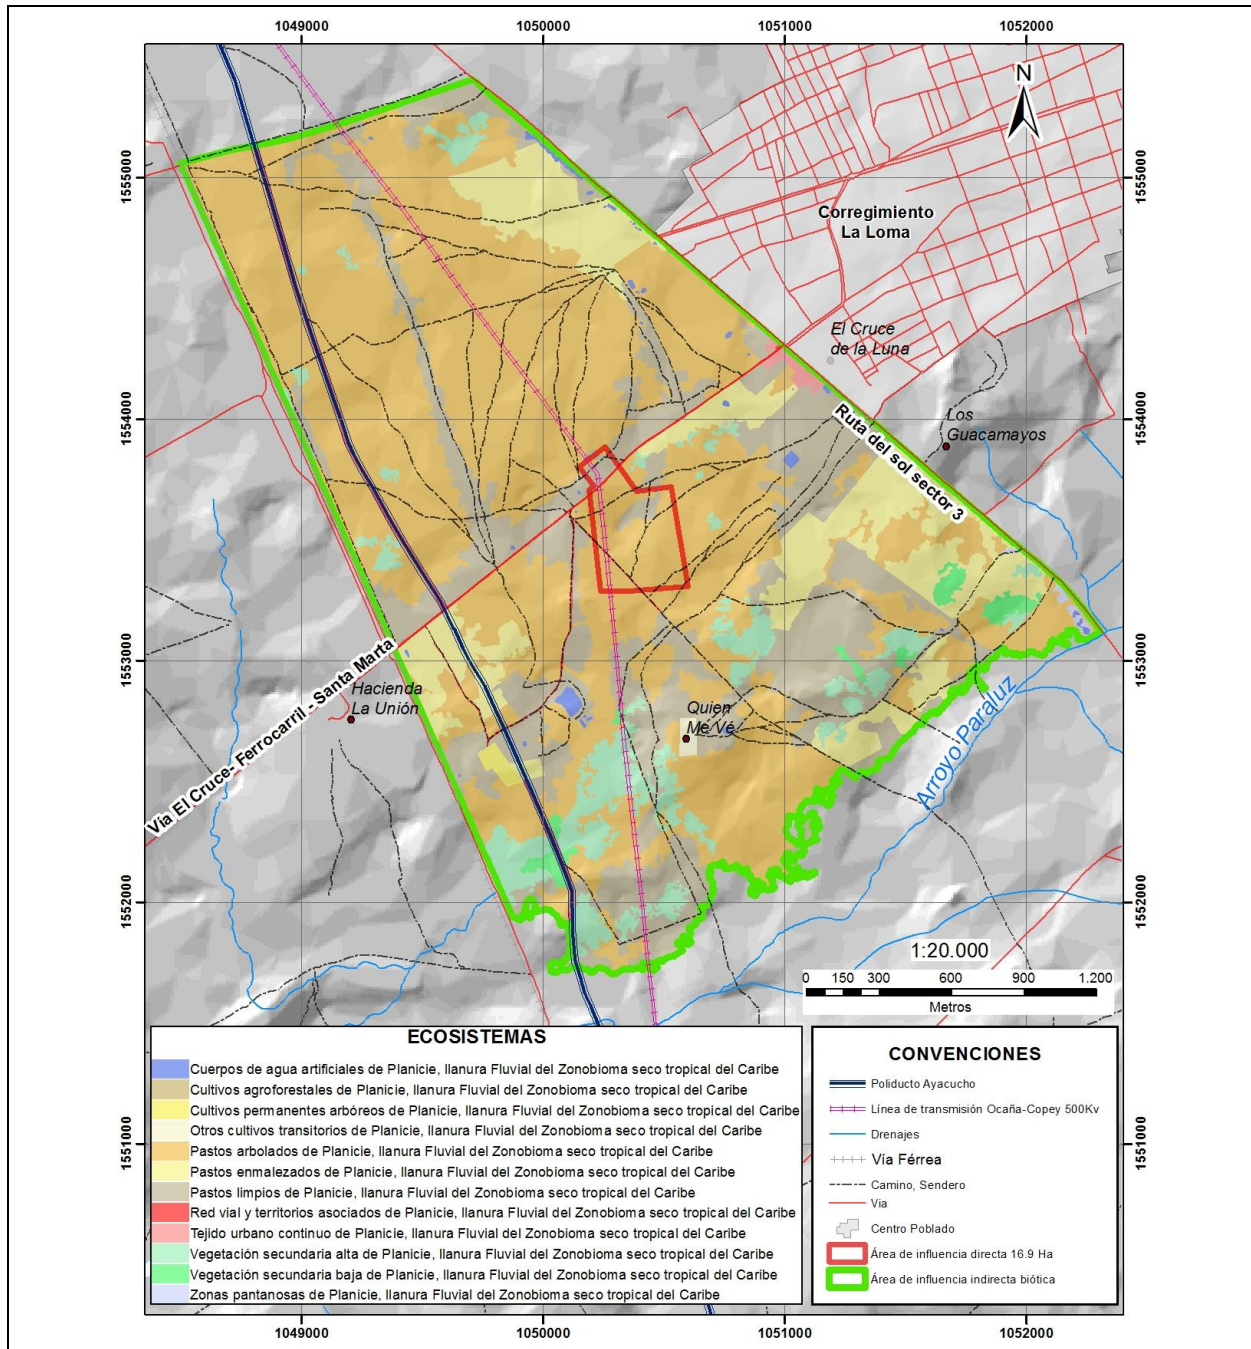 1049000
1050000
1051000
1052000
N
1555000
1555000
Corregimiento
La Loma
El Cruce
de la Luna
1554000
1554000
Los
Guacamayos
Ruta del sol sector 3
1553000
1553000
Hacienda
La Unión
Quien
Me Vé
Vía El Cruce- Ferrocarril - Santa Marta
Arroyo Paraluz
1552000
1552000
1:20.000
0 150 300 600 900 1.200
Metros
ECOSISTEMAS
Cuerpos de agua artificiales de Planicie, llanura Fluvial del Zonobioma seco tropical del Caribe
Cultivos agroforestales de Planicie, llanura Fluvial del Zonobioma seco tropical del Caribe
Cultivos permanentes arbóreos de Planicie, llanura Fluvial del Zonobioma seco tropical del Caribe
Otros cultivos transitorios de Planicie, llanura Fluvial del Zonobioma seco tropical del Caribe
Pastos arbolados de Planicie, llanura Fluvial del Zonobioma seco tropical del Caribe
Pastos enmalezados de Planicie, llanura Fluvial del Zonobioma seco tropical del Caribe
Pastos limpios de Planicie, llanura Fluvial del Zonobioma seco tropical del Caribe
Red vial y territorios asociados de Planicie, llanura Fluvial del Zonobioma seco tropical del Caribe
Tejido urbano continuo de Planicie, llanura Fluvial del Zonobioma seco tropical del Caribe
Vegetación secundaria alta de Planicie, llanura Fluvial del Zonobioma seco tropical del Caribe
Vegetación secundaria baja de Planicie, llanura Fluvial del Zonobioma seco tropical del Caribe
Zonas pantanosas de Planicie, llanura Fluvial del Zonobioma seco tropical del Caribe
CONVENCIONES
Poliducto Ayacucho
Línea de transmisión Ocaña-Copey 500Kv
Drenajes
Vía Férrea
Camino, Sendero
Via
Centro Poblado
Área de influencia directa 16.9 Ha
Área de influencia indirecta biótica
1551000
1551000
1049000
1050000
1051000
1052000